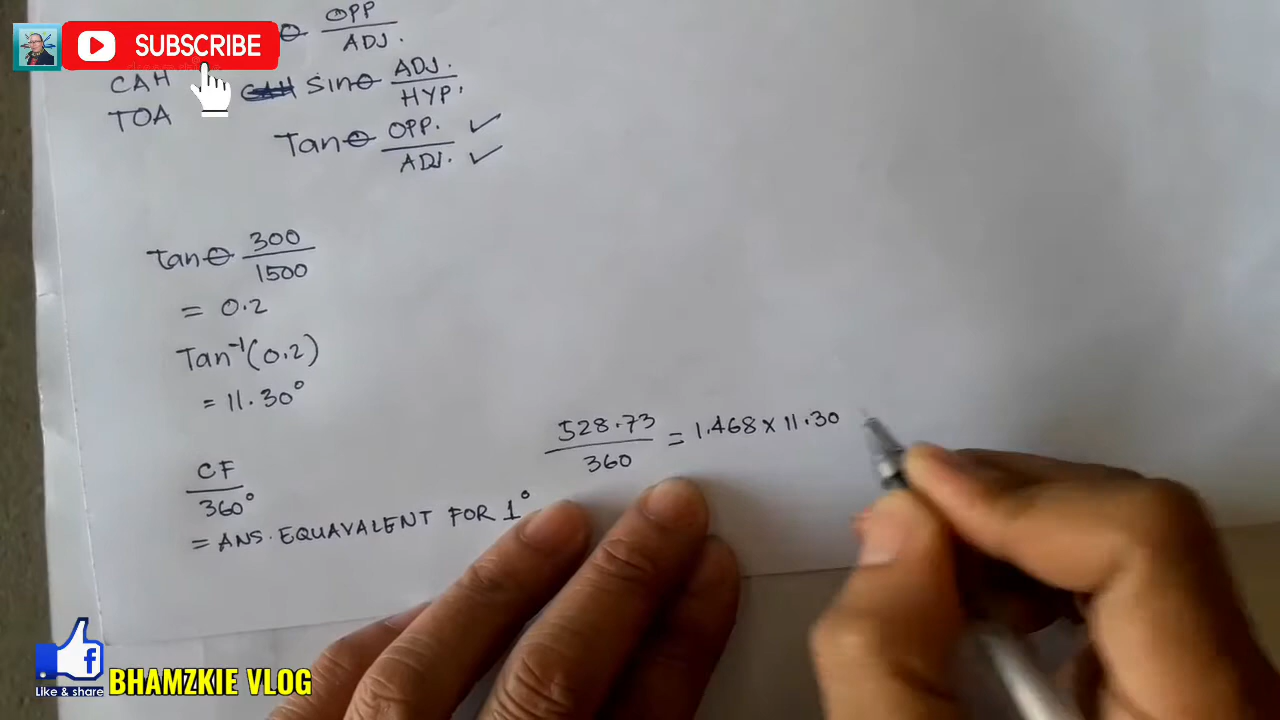 SUBSCRIBE
Θ OPP
ADJ.
CAH
CAH Sinθ ADJ.
HYP.
TOA
Tanθ OPP.
ADJ.
Tanθ 300
1500
= 0.2
Tan⁻¹(0.2)
= 11.30°
528.73
360
= 1.468 x 11.30
CF
360°
= ANS. EQUAVALENT FOR 1°
f
Like & share
BHAMZKIE VLOG